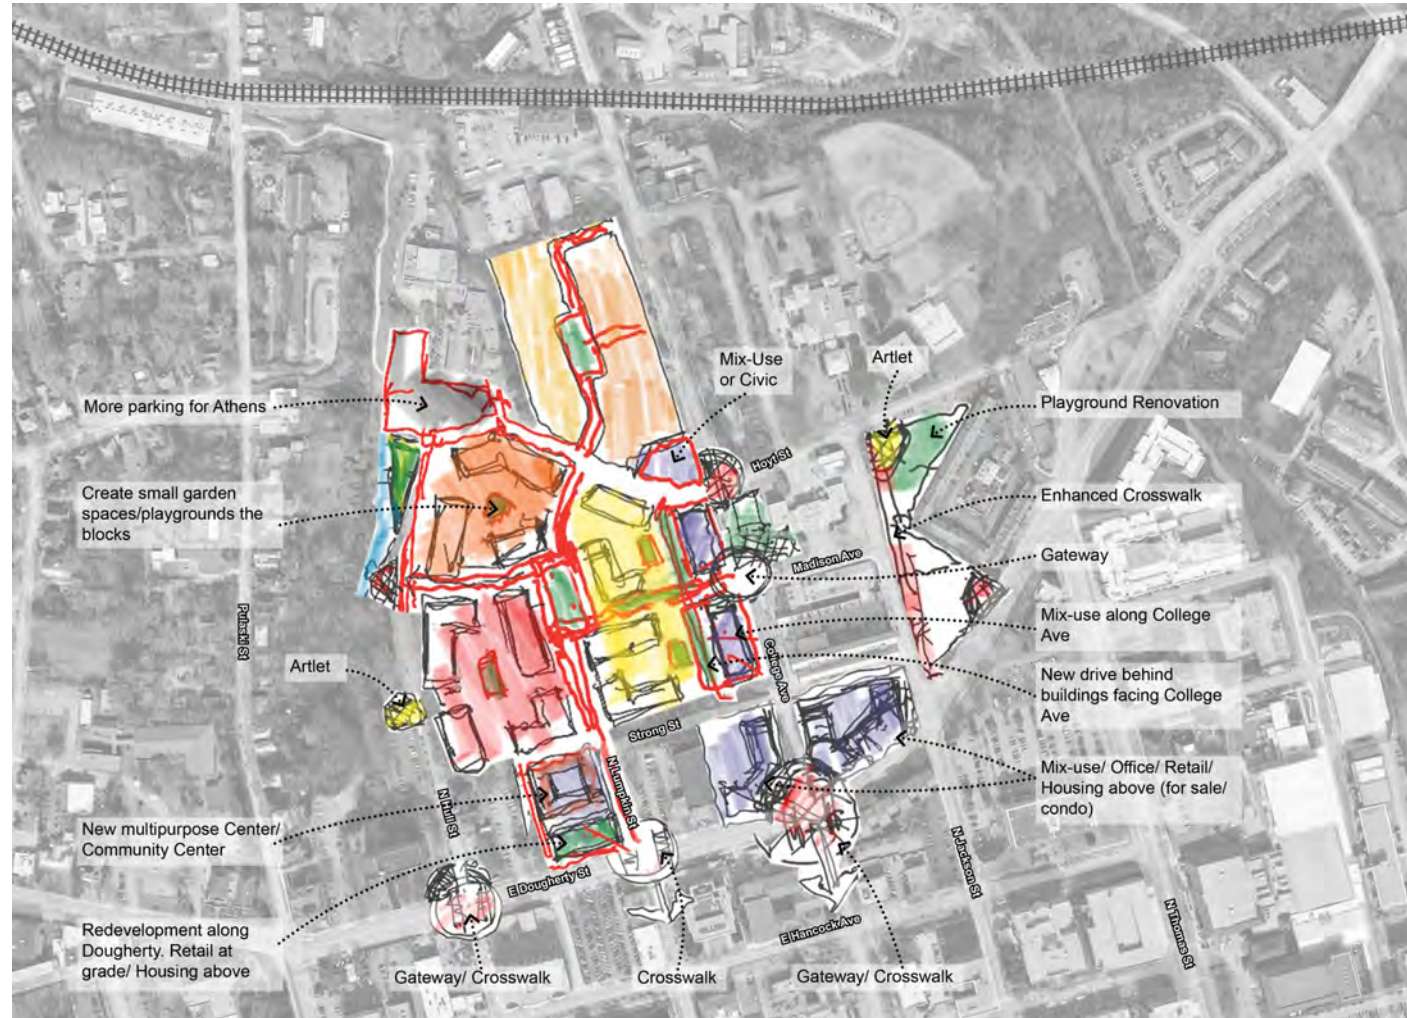 Mix-Use
or Civic
Artlet
More parking for Athens
Playground Renovation
Hoyt St
Create small garden
spaces/playgrounds the
blocks
Enhanced Crosswalk
Madison Ave
Gateway
Pulaski St
Mix-use along College
Ave
Artlet
College Ave
New drive behind
buildings facing College
Ave
Strong St
N Lumpkin St
Mix-use/ Office/ Retail/
Housing above (for sale/
condo)
N Hull St
New multipurpose Center/
Community Center
N Jackson St
E Dougherty St
N Thomas St
E Hancock Ave
Redevelopment along
Dougherty. Retail at
grade/ Housing above
Gateway/ Crosswalk
Crosswalk
Gateway/ Crosswalk